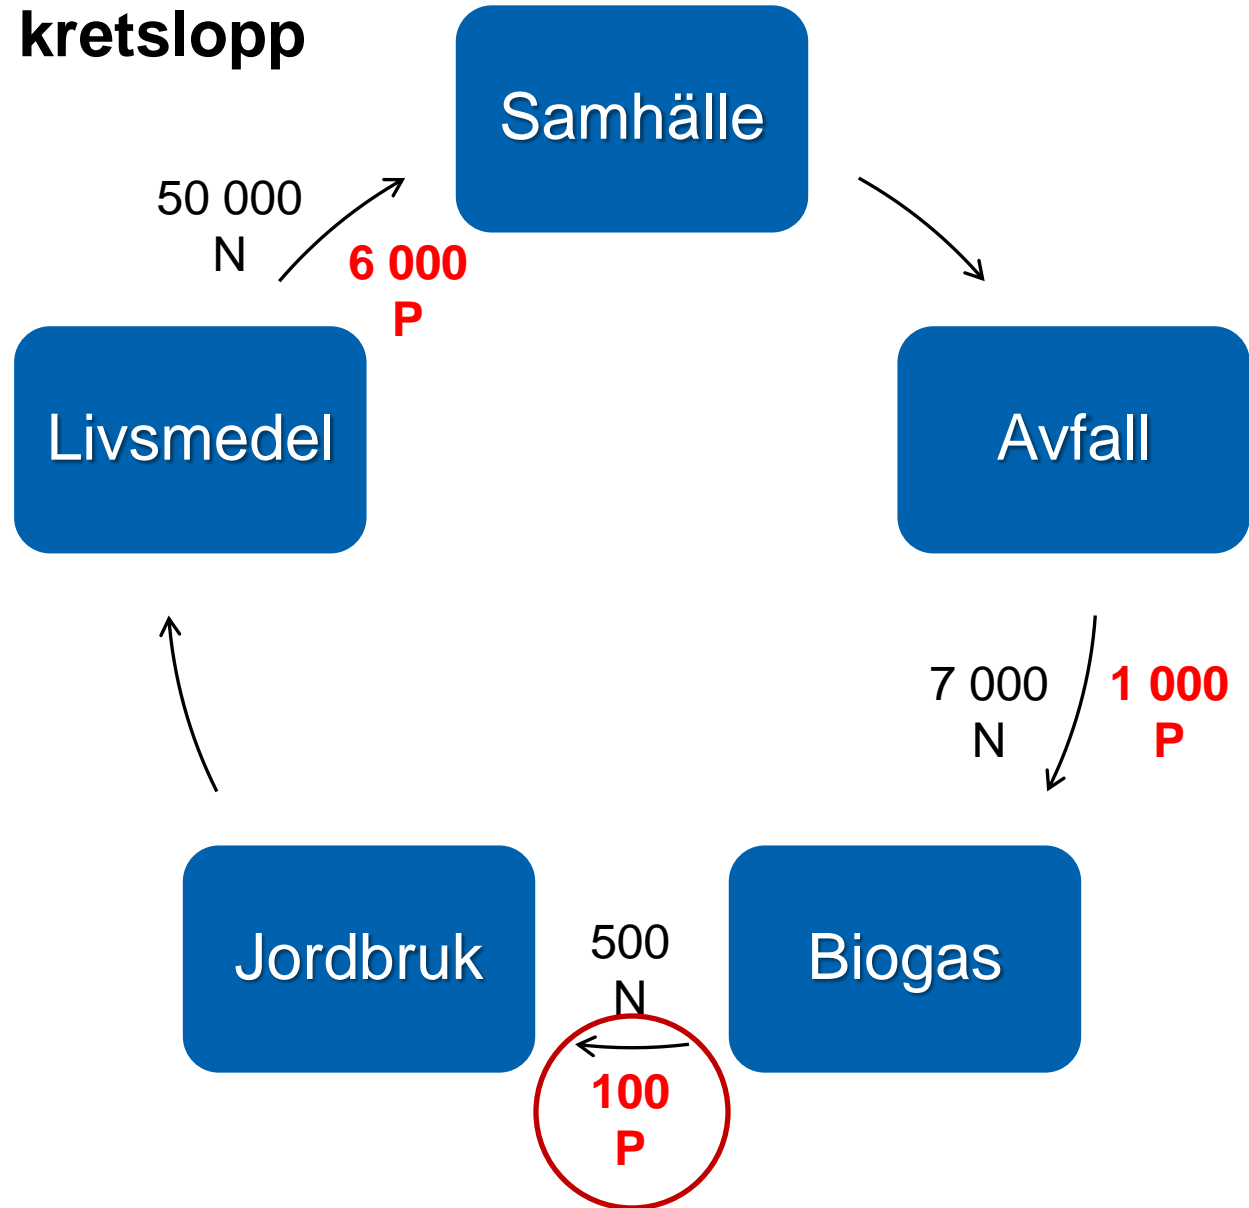 kretslopp
Samhälle
50 000
N
6 000
P
Livsmedel
Avfall
7 000
N
1 000
P
Jordbruk
500
N
100
P
Biogas